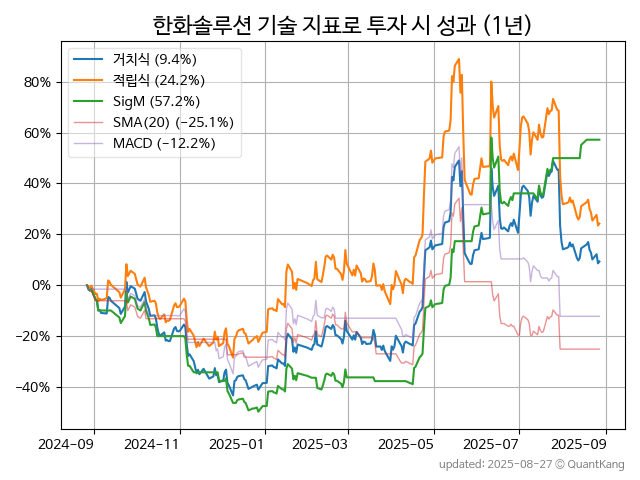 한화솔루션 기술 지표로 투자 시 성과 (1년)
거치식 (9.4%)
적립식 (24.2%)
SigM (57.2%)
SMA(20) (−25.1%)
MACD (−12.2%)
80%
60%
40%
20%
0%
−20%
−40%
2024-09 2024-11 2025-01 2025-03 2025-05 2025-07 2025-09
updated: 2025-08-27 © QuantKang